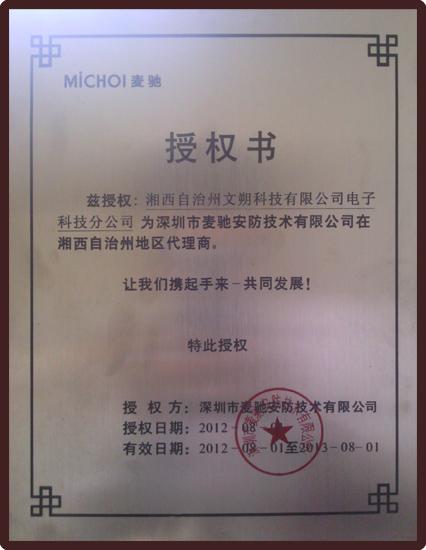 MiCHOI 麦驰
授权书
兹授权：湘西自治州文朔科技有限公司电子
科技分公司 为深圳市麦驰安防技术有限公司在
湘西自治州地区代理商。
让我们携起手来－共同发展！
特此授权
授 权 方：深圳市麦驰安防技术有限公司
授权日期：2012-08-01
有效日期：2012-08-01至2013-08-01